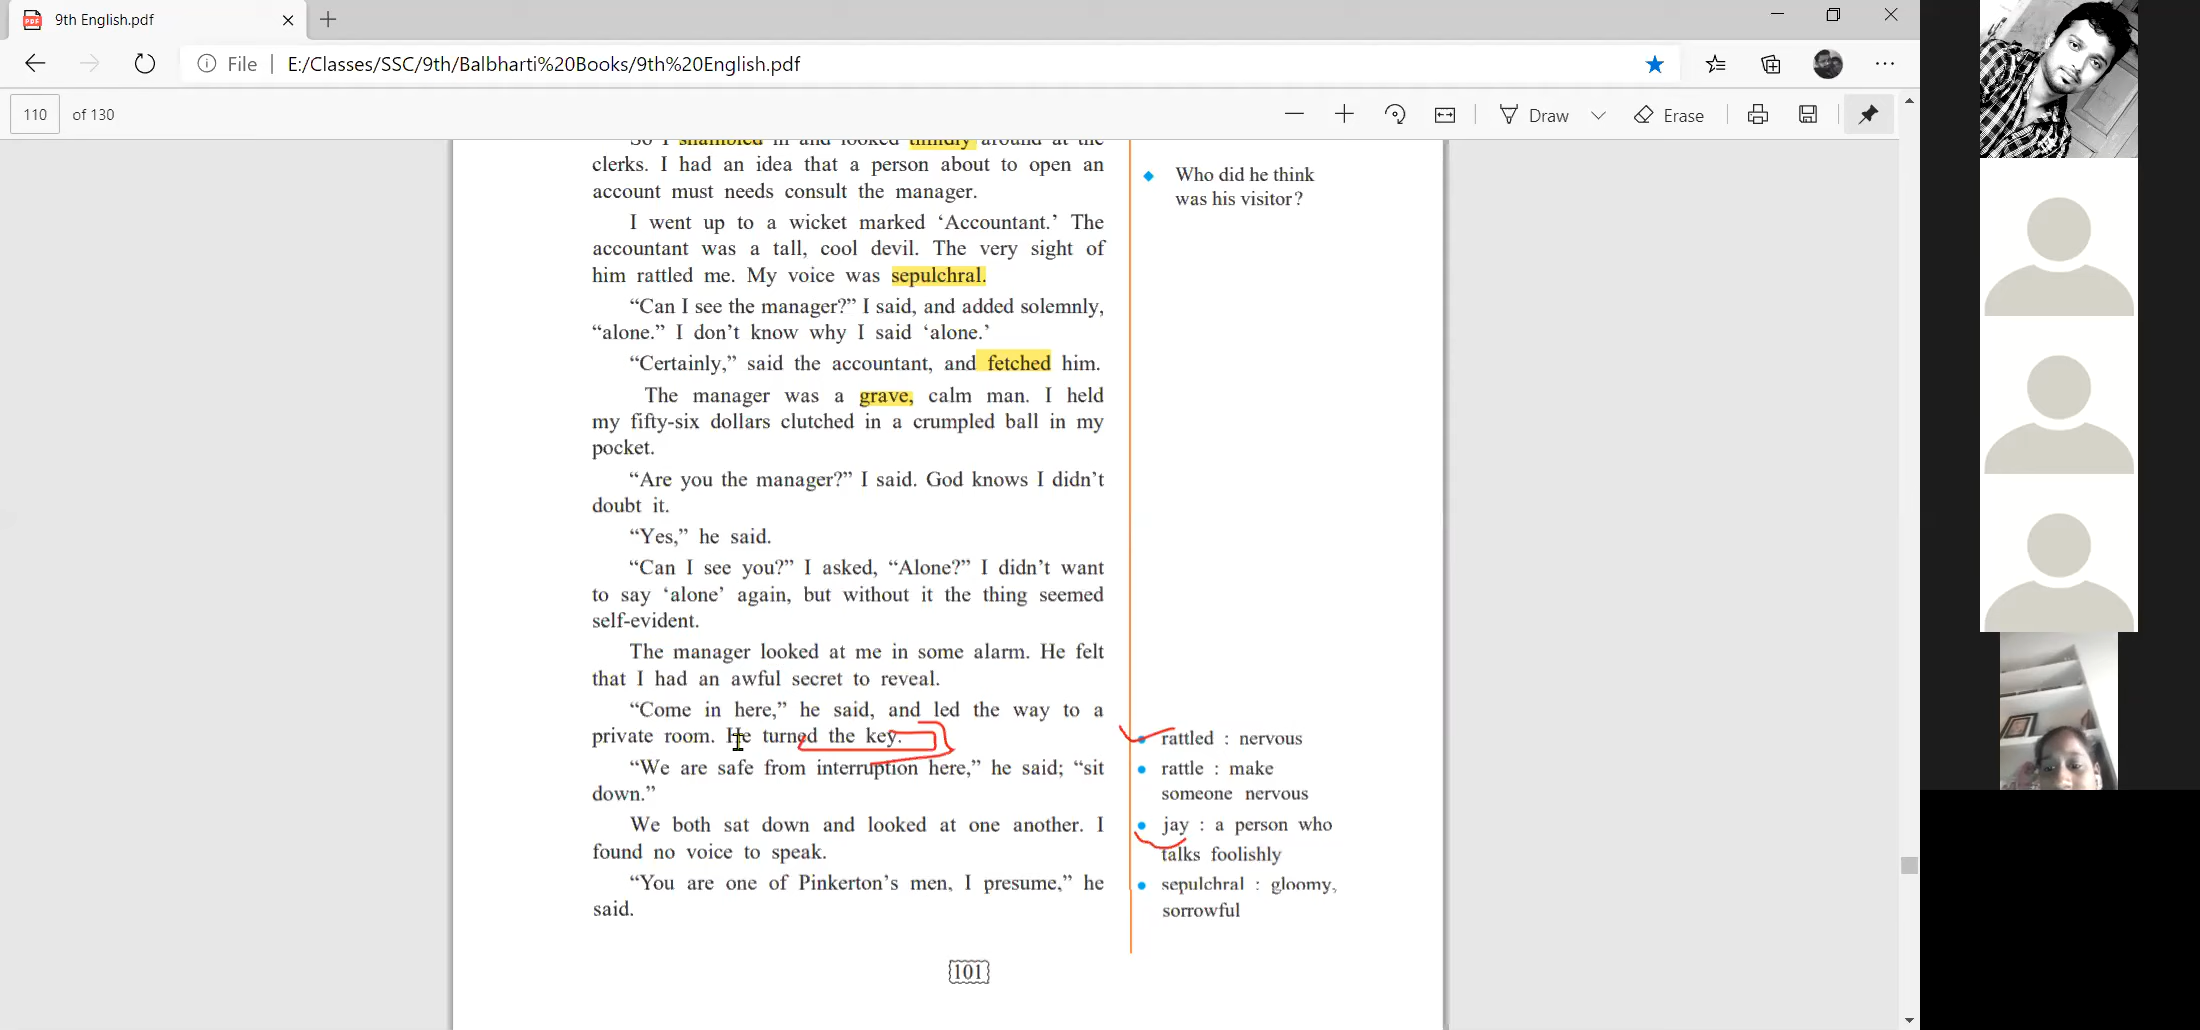 9th English.pdf
File
E:/Classes/SSC/9th/Balbharti%20Books/9th%20English.pdf
110 of 130
Draw
Erase
So I shambled in and looked timidly around at the
clerks. I had an idea that a person about to open an
account must needs consult the manager.
I went up to a wicket marked ‘Accountant.’ The
accountant was a tall, cool devil. The very sight of
him rattled me. My voice was sepulchral.
“Can I see the manager?” I said, and added solemnly,
“alone.” I don’t know why I said ‘alone.’
“Certainly,” said the accountant, and fetched him.
The manager was a grave, calm man. I held
my fifty-six dollars clutched in a crumpled ball in my
pocket.
“Are you the manager?” I said. God knows I didn’t
doubt it.
“Yes,” he said.
“Can I see you?” I asked, “Alone?” I didn’t want
to say ‘alone’ again, but without it the thing seemed
self-evident.
The manager looked at me in some alarm. He felt
that I had an awful secret to reveal.
“Come in here,” he said, and led the way to a
private room. He turned the key.
“We are safe from interruption here,” he said; “sit
down.”
We both sat down and looked at one another. I
found no voice to speak.
“You are one of Pinkerton’s men, I presume,” he
said.
Who did he think
was his visitor?
rattled : nervous
rattle : make
someone nervous
jay : a person who
talks foolishly
sepulchral : gloomy,
sorrowful
101